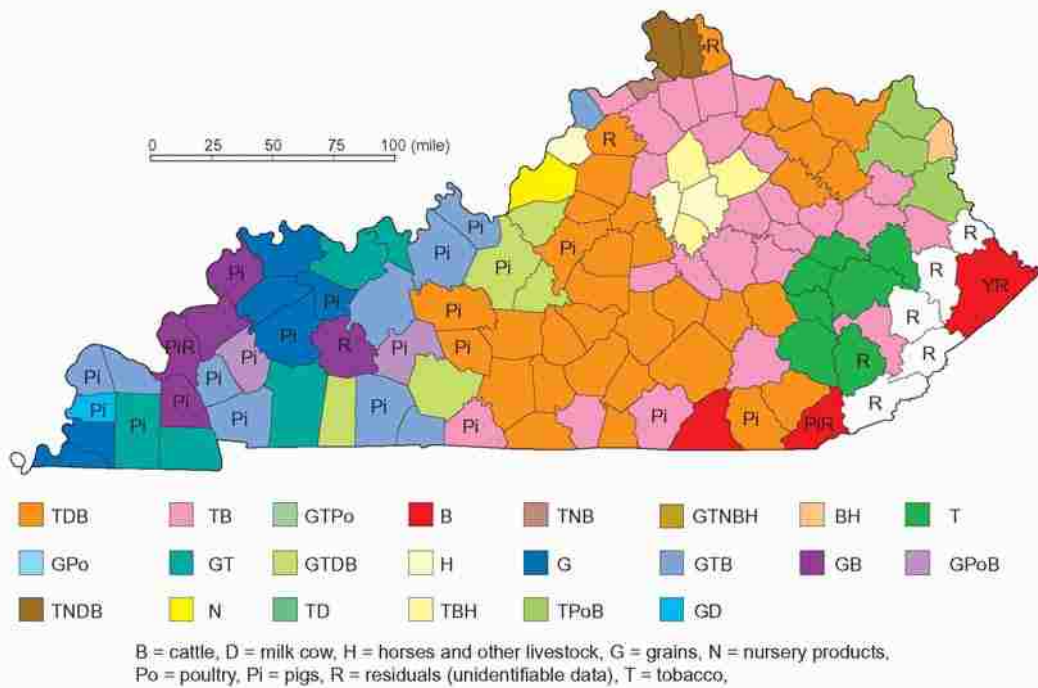 R
0 25 50 75 100 (mile)
R
Pi R
Pi Pi
Pi Pi R YR
Pi Pi R
Pi
PiR Pi R Pi Pi R
R
Pi Pi
Pi R
Pi
Pi Pi Pi Pi Pi Pi PiR
TDB TB GTPo B TNB GTNBH BH T
GPo GT GTDB H G GTB GB GPoB
TNDB N TD TBH TPoB GD
B = cattle, D = milk cow, H = horses and other livestock, G = grains, N = nursery products,
Po = poultry, Pi = pigs, R = residuals (unidentifiable data), T = tobacco,